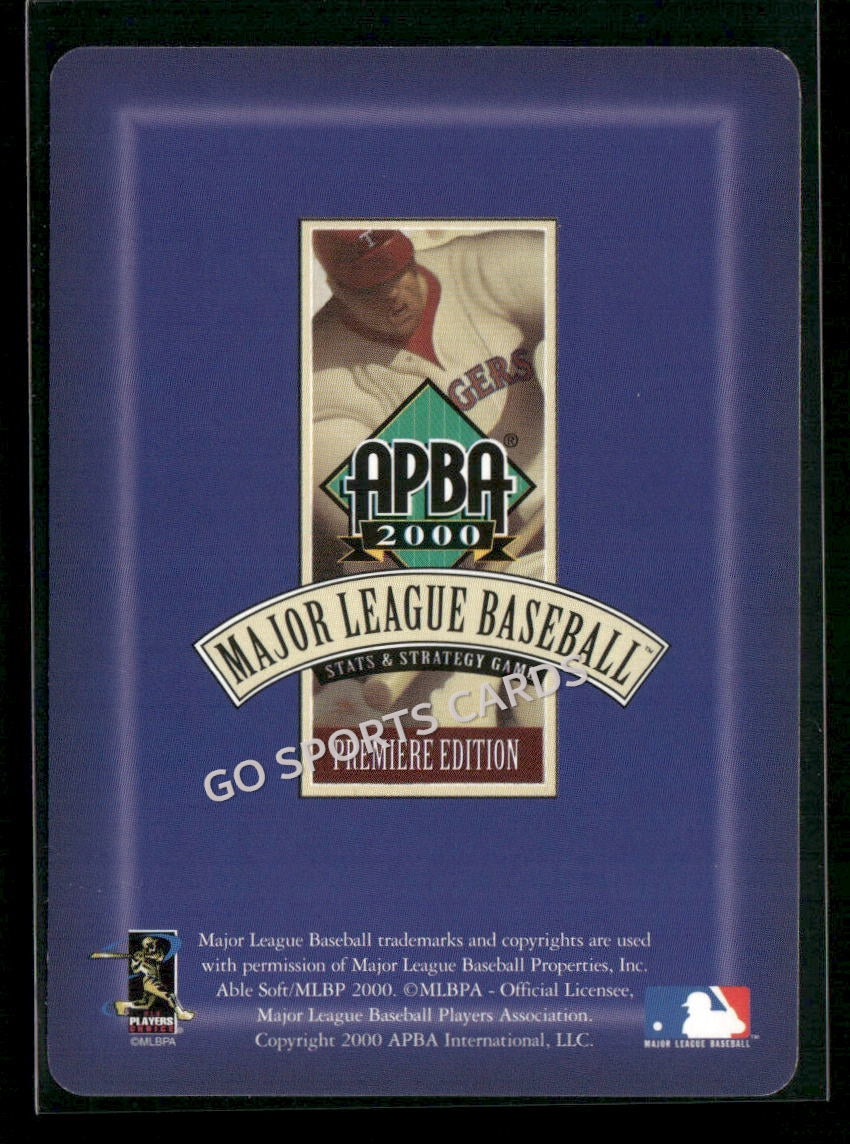 T
GERS
APBA®
2000
MAJOR LEAGUE BASEBALL™
STATS & STRATEGY GAME
GO SPORTS CARDS
PREMIERE EDITION
Major League Baseball trademarks and copyrights are used
with permission of Major League Baseball Properties, Inc.
Able Soft/MLBP 2000. ©MLBPA - Official Licensee,
Major League Baseball Players Association.
Copyright 2000 APBA International, LLC.
PLAYERS
CHOICE
©MLBPA
MAJOR LEAGUE BASEBALL™